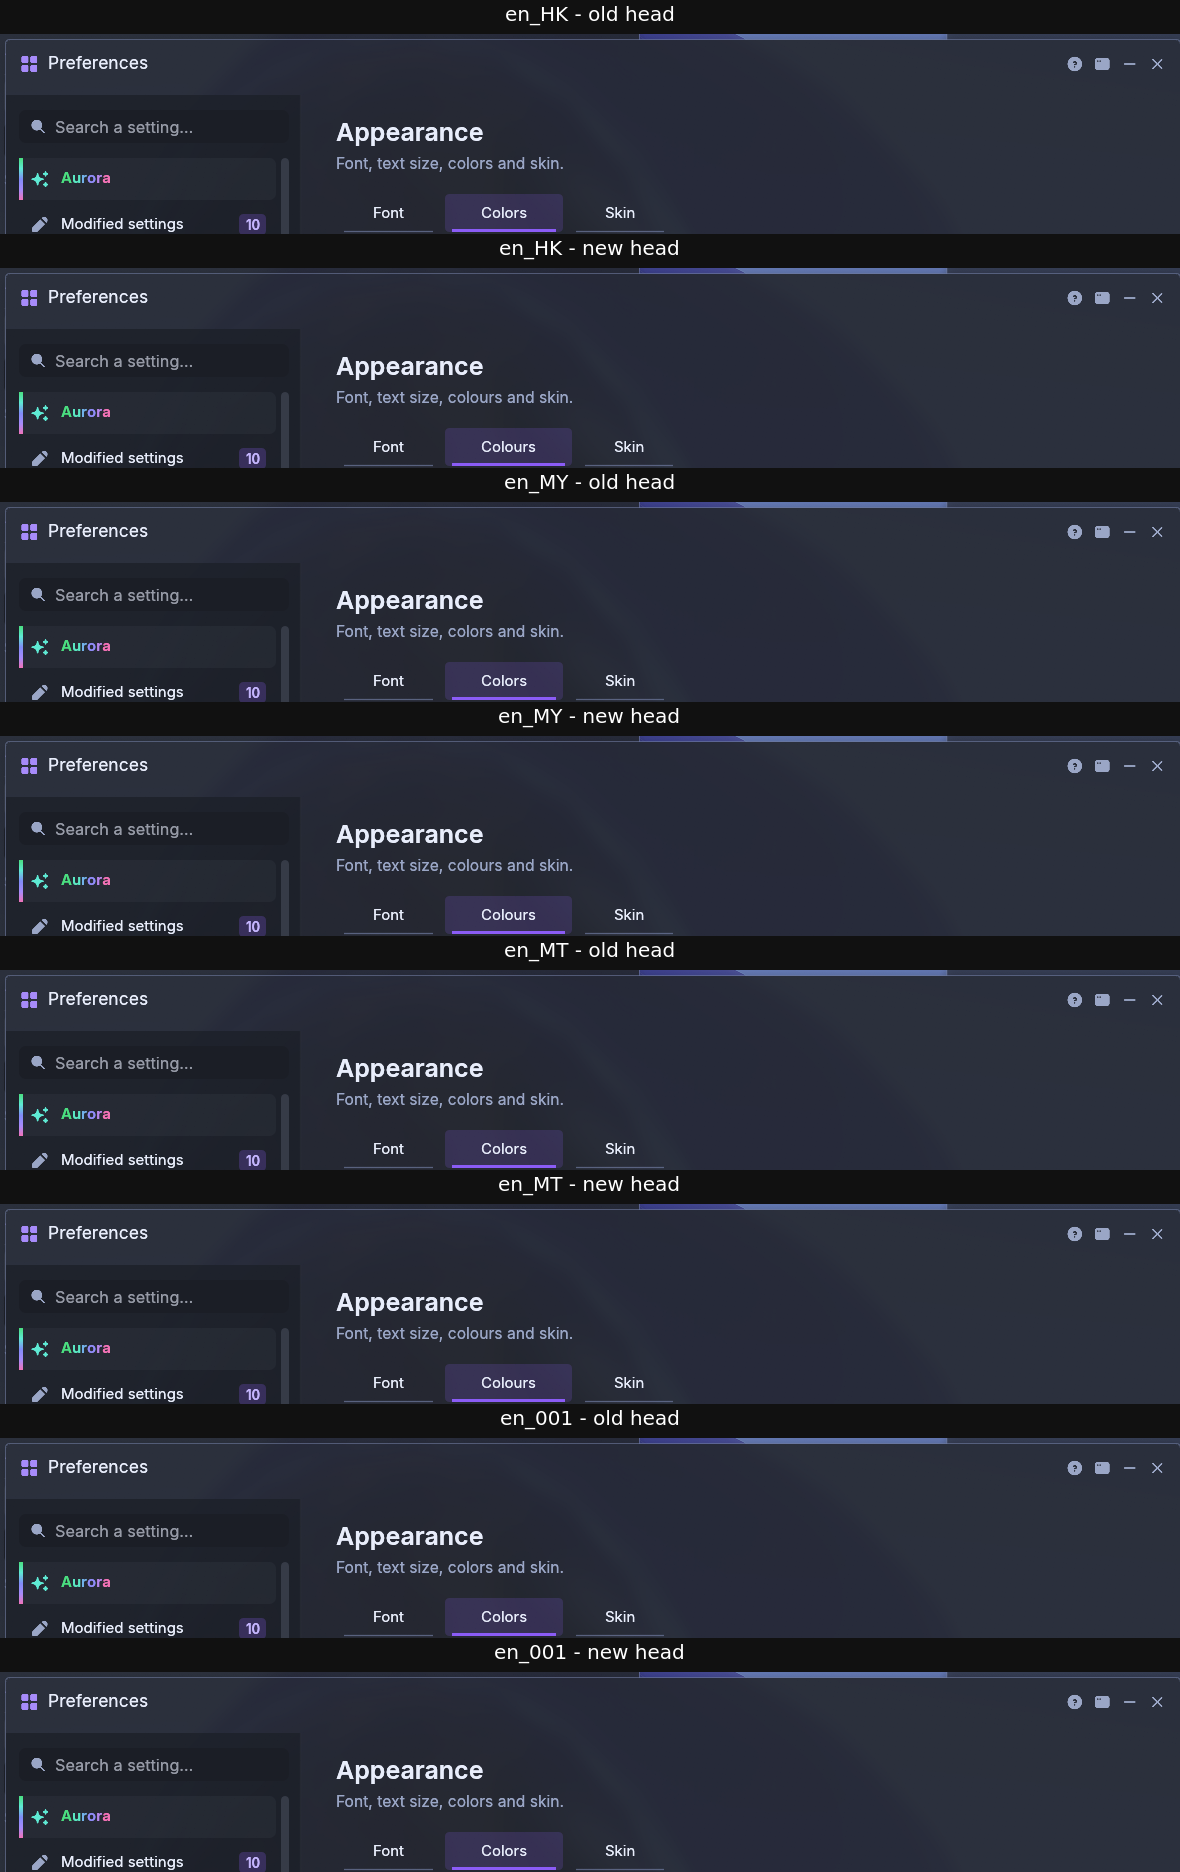 en_HK - old head
Preferences
Search a setting...
Appearance
Font, text size, colors and skin.
Aurora
Font Colors Skin
Modified settings 10
en_HK - new head
Preferences
Search a setting...
Appearance
Font, text size, colours and skin.
Aurora
Font Colours Skin
Modified settings 10
en_MY - old head
Preferences
Search a setting...
Appearance
Font, text size, colors and skin.
Aurora
Font Colors Skin
Modified settings 10
en_MY - new head
Preferences
Search a setting...
Appearance
Font, text size, colours and skin.
Aurora
Font Colours Skin
Modified settings 10
en_MT - old head
Preferences
Search a setting...
Appearance
Font, text size, colors and skin.
Aurora
Font Colors Skin
Modified settings 10
en_MT - new head
Preferences
Search a setting...
Appearance
Font, text size, colours and skin.
Aurora
Font Colours Skin
Modified settings 10
en_001 - old head
Preferences
Search a setting...
Appearance
Font, text size, colors and skin.
Aurora
Font Colors Skin
Modified settings 10
en_001 - new head
Preferences
Search a setting...
Appearance
Font, text size, colors and skin.
Aurora
Font Colors Skin
Modified settings 10